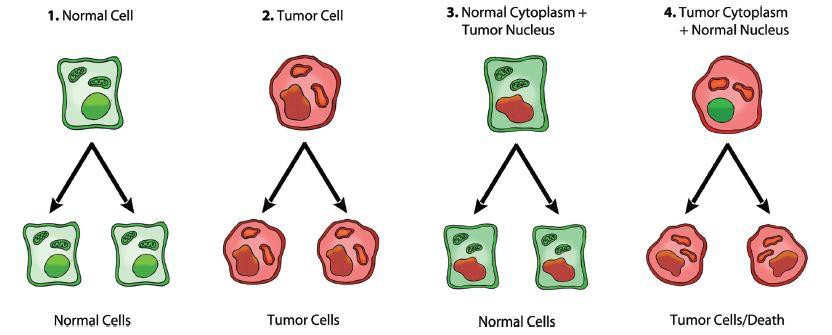 1. Normal Cell
2. Tumor Cell
3. Normal Cytoplasm +
Tumor Nucleus
4. Tumor Cytoplasm
+ Normal Nucleus
Normal Cells
Tumor Cells
Normal Cells
Tumor Cells/Death